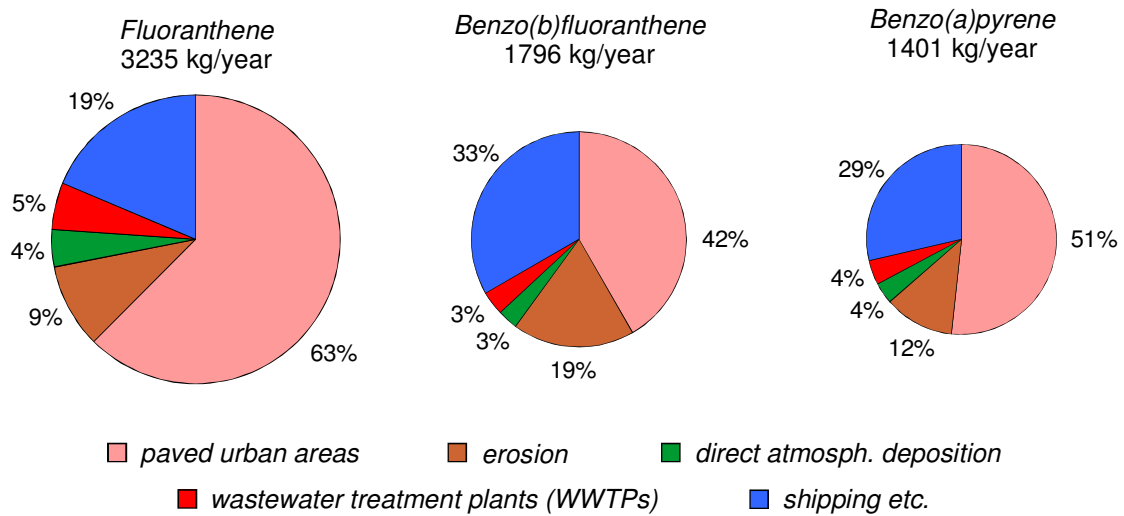 Fluoranthene
3235 kg/year
19%
5%
4%
9%
63%
Benzo(b)fluoranthene
1796 kg/year
33%
42%
3%
3%
19%
Benzo(a)pyrene
1401 kg/year
29%
51%
4%
4%
12%
paved urban areas
erosion
direct atmosph. deposition
wastewater treatment plants (WWTPs)
shipping etc.